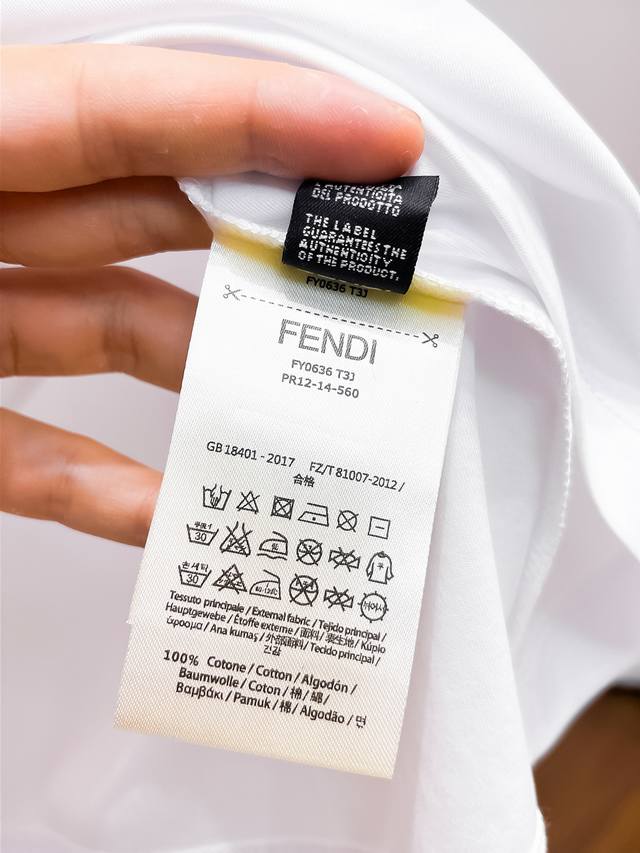 L'AUTENTICITÀ
DEL PRODOTTO
THE LABEL
GUARANTEES THE
AUTHENTICITY
OF THE PRODUCT.
FY0636 T3J
FENDI
FY0636 T3J
PR12-14-560
GB 18401 - 2017 FZ/T 81007-2012 /
合格
30
30
Tessuto principale / External fabric / Tejido principal /
Hauptgewebe / Étoffe externe / 面料 / 裏生地 / Κύριο
ύφασμα / Ana kumaş / 外部面料 / Tecido principal /
겉감
100% Cotone / Cotton / Algodón /
Baumwolle / Coton / 棉 / 綿 /
Βαμβάκι / Pamuk / 棉 / Algodão / 면